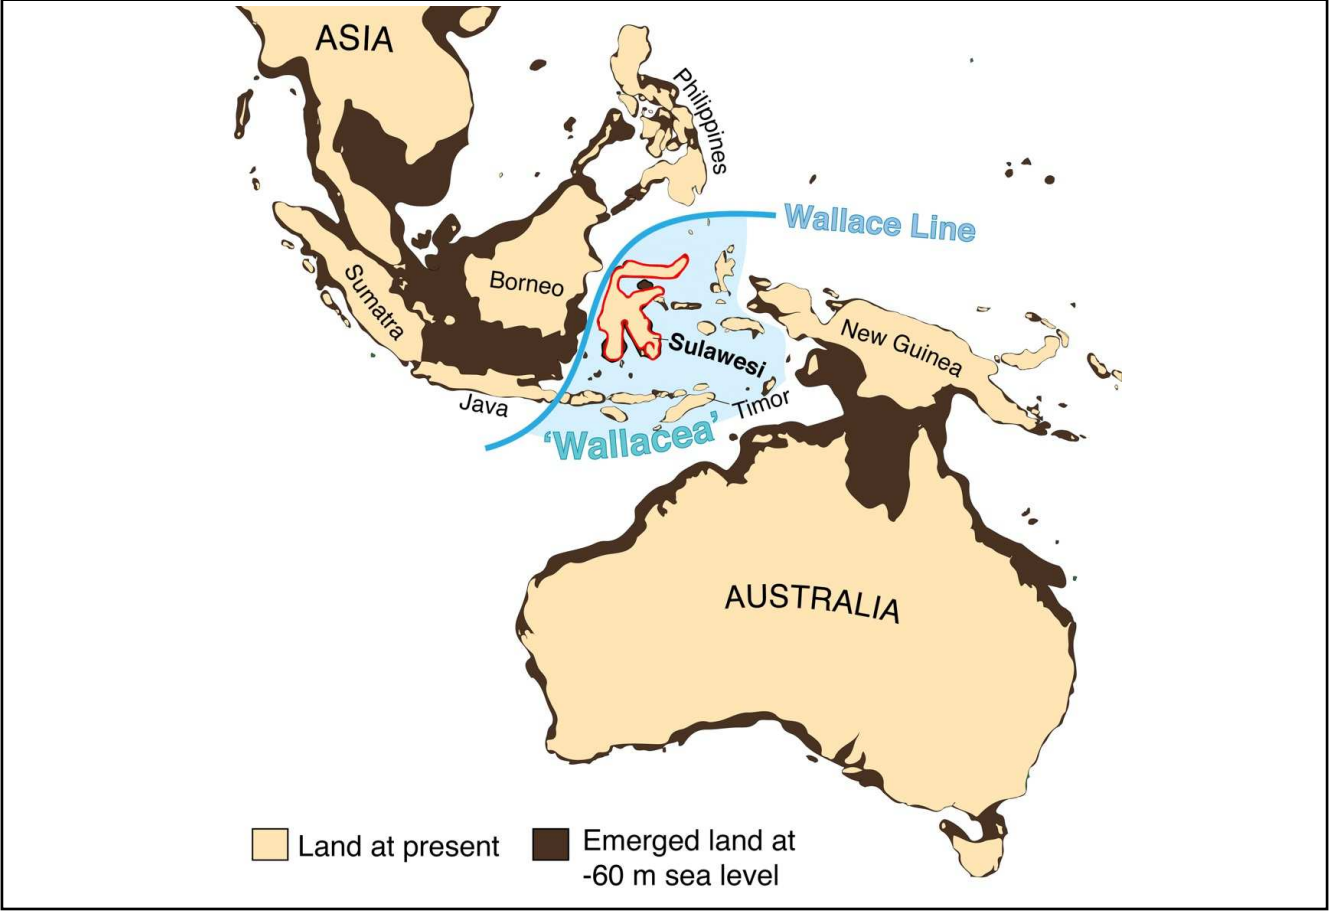 ASIA
Philippines
Wallace Line
Borneo
Sumatra
New Guinea
Sulawesi
Java
Timor
‘Wallacea’
AUSTRALIA
Land at present
Emerged land at
-60 m sea level